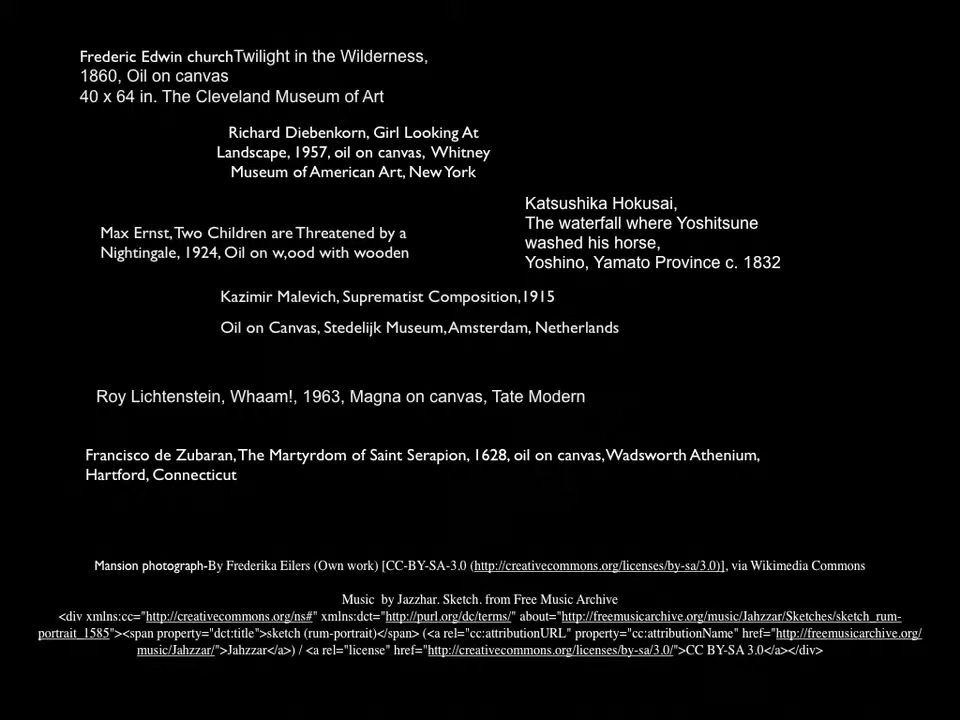 Frederic Edwin churchTwilight in the Wilderness,
1860, Oil on canvas
40 x 64 in. The Cleveland Museum of Art
Richard Diebenkorn, Girl Looking At
Landscape, 1957, oil on canvas, Whitney
Museum of American Art, New York
Katsushika Hokusai,
The waterfall where Yoshitsune
washed his horse,
Yoshino, Yamato Province c. 1832
Max Ernst, Two Children are Threatened by a
Nightingale, 1924, Oil on w,ood with wooden
Kazimir Malevich, Suprematist Composition,1915
Oil on Canvas, Stedelijk Museum, Amsterdam, Netherlands
Roy Lichtenstein, Whaam!, 1963, Magna on canvas, Tate Modern
Francisco de Zubaran, The Martyrdom of Saint Serapion, 1628, oil on canvas, Wadsworth Athenium,
Hartford, Connecticut
Mansion photograph-By Frederika Eilers (Own work) [CC-BY-SA-3.0 (http://creativecommons.org/licenses/by-sa/3.0)], via Wikimedia Commons
Music by Jazzhar. Sketch. from Free Music Archive
<div xmlns:cc="http://creativecommons.org/ns#" xmlns:dct="http://purl.org/dc/terms/" about="http://freemusicarchive.org/music/Jahzzar/Sketches/sketch_rum-
portrait_1585"><span property="dct:title">sketch (rum-portrait)</span> (<a rel="cc:attributionURL" property="cc:attributionName" href="http://freemusicarchive.org/
music/Jahzzar/">Jahzzar</a>) / <a rel="license" href="http://creativecommons.org/licenses/by-sa/3.0/">CC BY-SA 3.0</a></div>